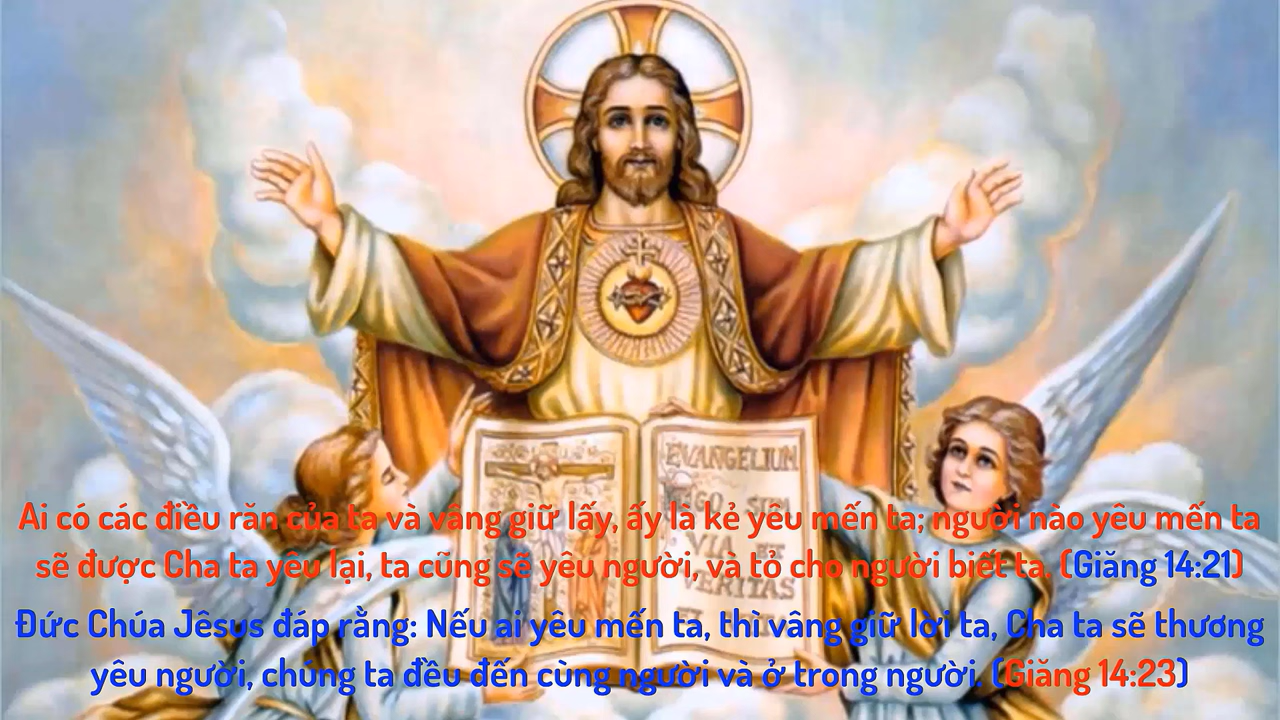 EVANGELIUM
EGO SUM
VIA ET
VERITAS
ET
Ai có các điều răn của ta và vâng giữ lấy, ấy là kẻ yêu mến ta; người nào yêu mến ta
sẽ được Cha ta yêu lại, ta cũng sẽ yêu người, và tỏ cho người biết ta. (Giăng 14:21)
Đức Chúa Jêsus đáp rằng: Nếu ai yêu mến ta, thì vâng giữ lời ta, Cha ta sẽ thương
yêu người, chúng ta đều đến cùng người và ở trong người. (Giăng 14:23)